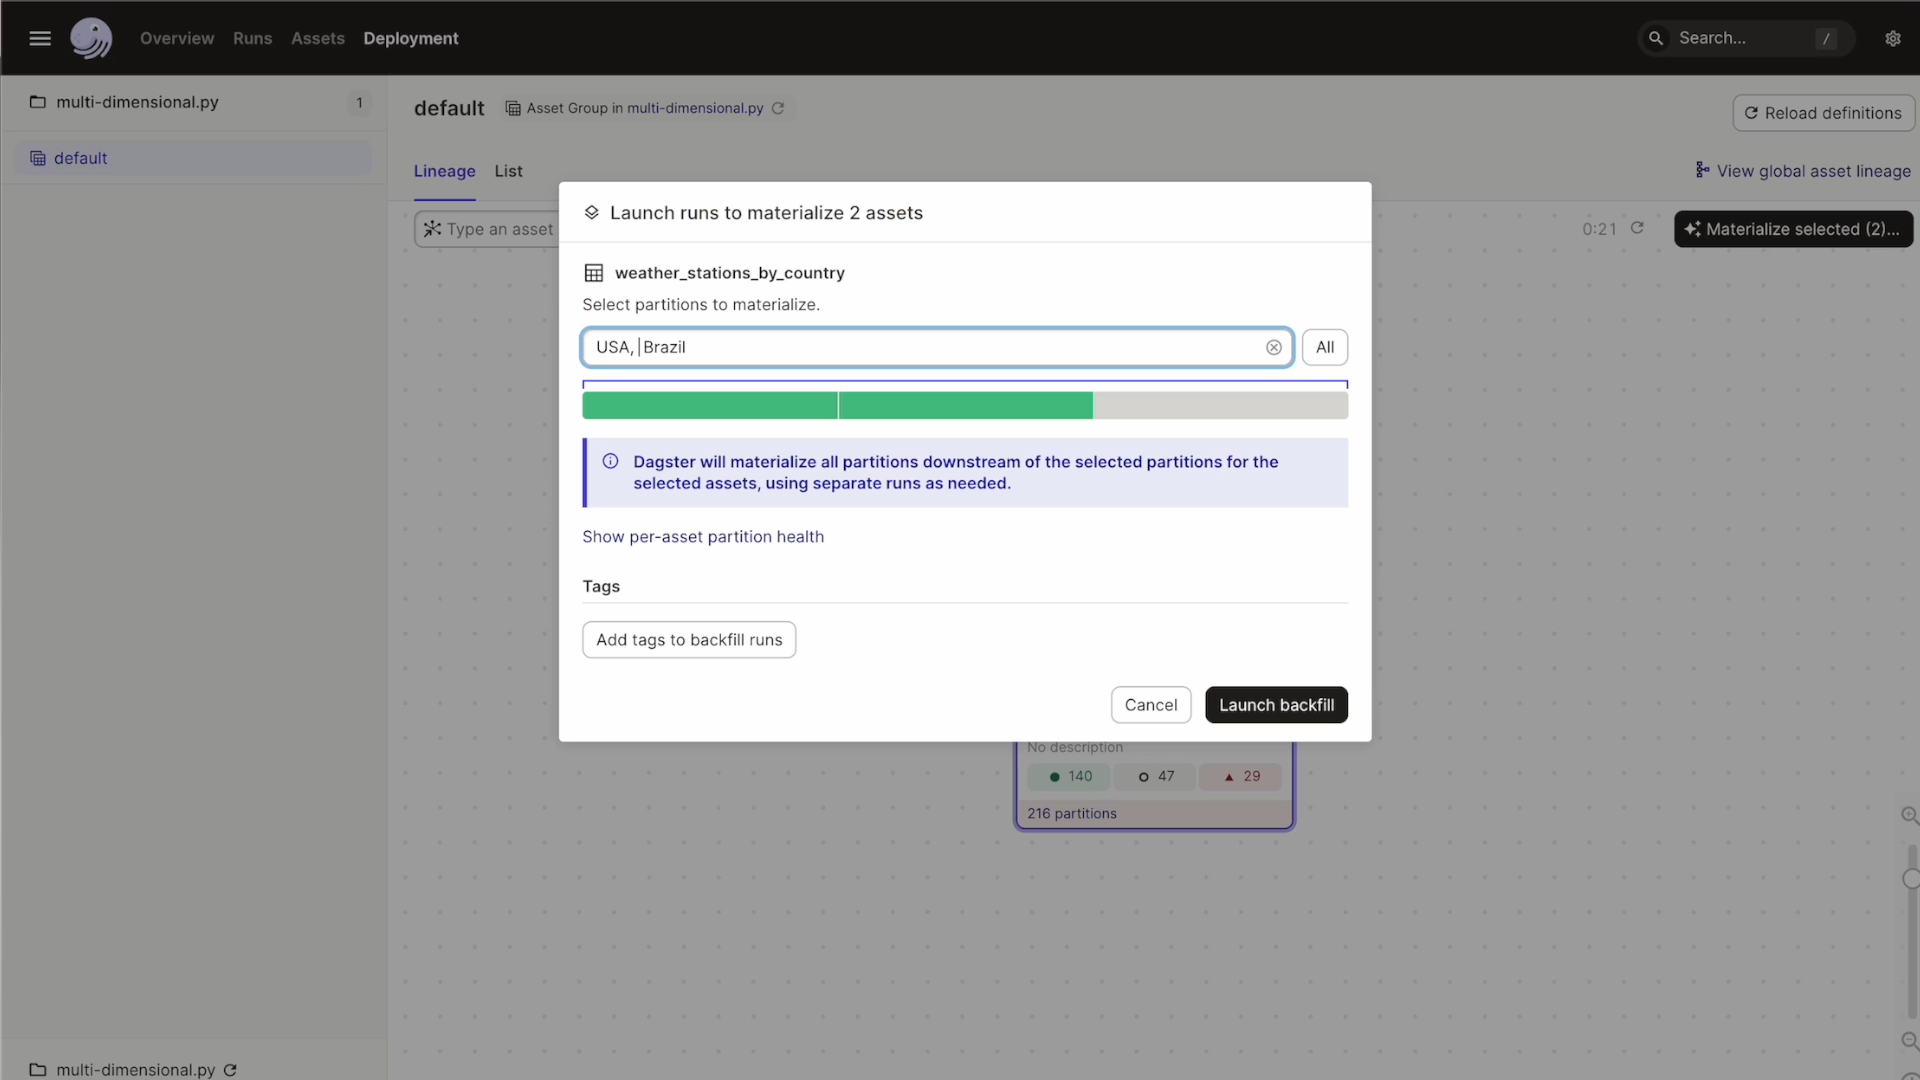 Overview Runs Assets Deployment
Search... /
multi-dimensional.py 1
default Asset Group in multi-dimensional.py
Reload definitions
default
Lineage List
View global asset lineage
Type an asset
0:21
Materialize selected (2)...
Launch runs to materialize 2 assets
weather_stations_by_country
Select partitions to materialize.
USA, Brazil
All
Dagster will materialize all partitions downstream of the selected partitions for the
selected assets, using separate runs as needed.
Show per-asset partition health
Tags
Add tags to backfill runs
Cancel Launch backfill
No description
140 47 29
216 partitions
multi-dimensional.py